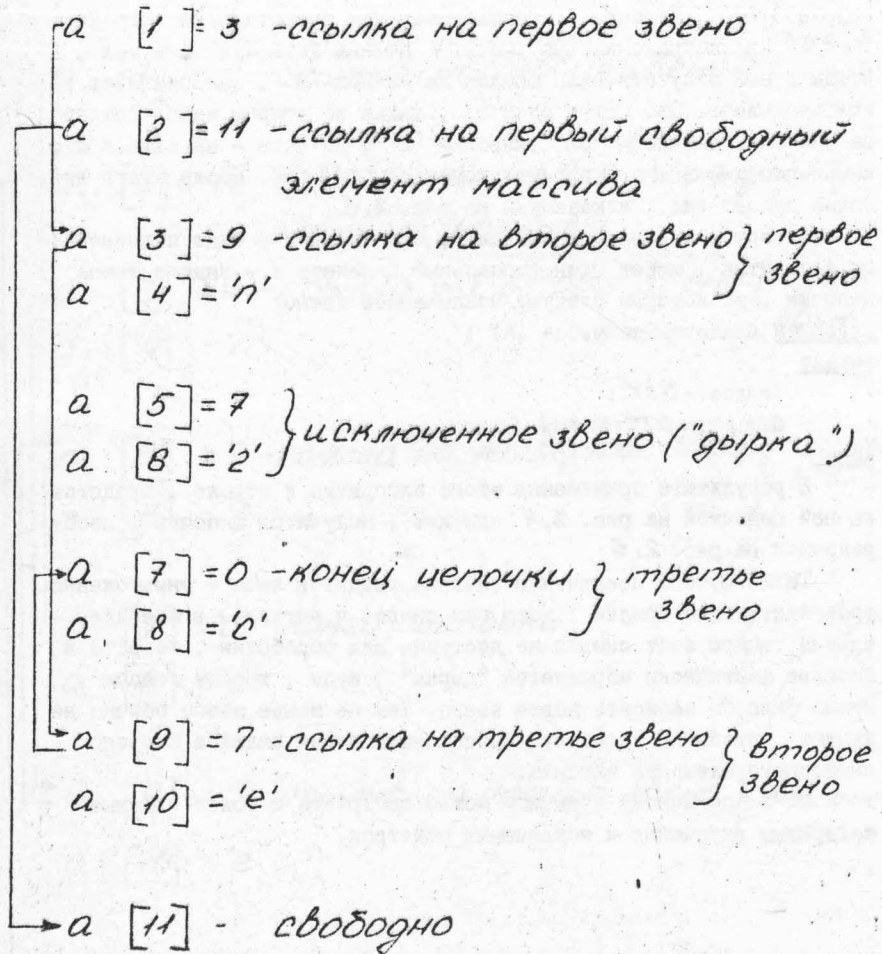 a [1] = 3 - ссылка на первое звено
a [2] = 11 - ссылка на первый свободный
элемент массива
a [3] = 9 - ссылка на второе звено } первое
звено
a [4] = 'п'
a [5] = 7
a [8] = 'г' } исключенное звено ("дырка")
a [7] = 0 - конец цепочки } третье
звено
a [8] = 'г'
a [9] = 7 - ссылка на третье звено } второе
звено
a [10] = 'е'
a [11] - свободно